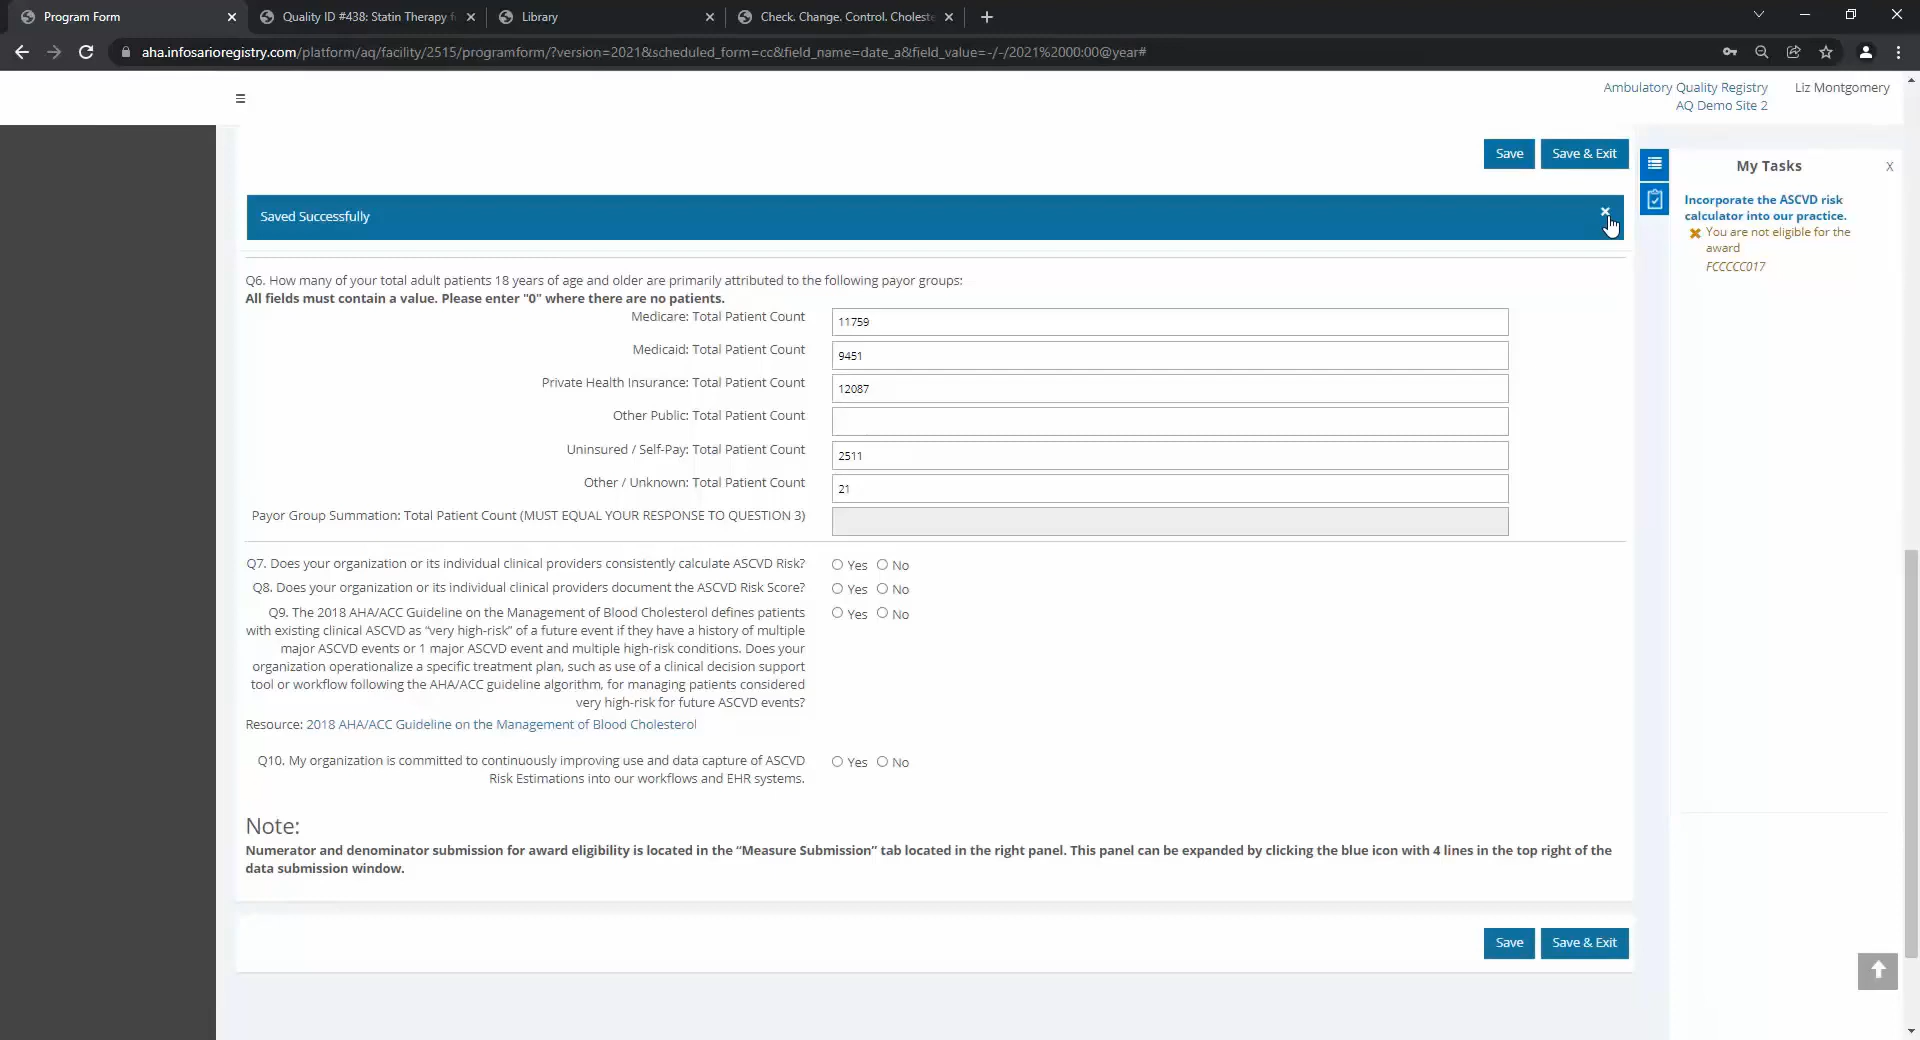 Program Form
Quality ID #438: Statin Therapy f
Library
Check. Change. Control. Choleste
aha.infosarioregistry.com/platform/aq/facility/2515/programform/?version=2021&scheduled_form=cc&field_name=date_a&field_value=-/-/2021%2000:00@year#
Ambulatory Quality Registry
AQ Demo Site 2
Liz Montgomery
Save
Save & Exit
Saved Successfully
Q6. How many of your total adult patients 18 years of age and older are primarily attributed to the following payor groups:
All fields must contain a value. Please enter "0" where there are no patients.
Medicare: Total Patient Count
11759
Medicaid: Total Patient Count
9451
Private Health Insurance: Total Patient Count
12087
Other Public: Total Patient Count
Uninsured / Self-Pay: Total Patient Count
2511
Other / Unknown: Total Patient Count
21
Payor Group Summation: Total Patient Count (MUST EQUAL YOUR RESPONSE TO QUESTION 3)
Q7. Does your organization or its individual clinical providers consistently calculate ASCVD Risk?
Yes No
Q8. Does your organization or its individual clinical providers document the ASCVD Risk Score?
Yes No
Q9. The 2018 AHA/ACC Guideline on the Management of Blood Cholesterol defines patients
Yes No
with existing clinical ASCVD as “very high-risk” of a future event if they have a history of multiple
major ASCVD events or 1 major ASCVD event and multiple high-risk conditions. Does your
organization operationalize a specific treatment plan, such as use of a clinical decision support
tool or workflow following the AHA/ACC guideline algorithm, for managing patients considered
very high-risk for future ASCVD events?
Resource: 2018 AHA/ACC Guideline on the Management of Blood Cholesterol
Q10. My organization is committed to continuously improving use and data capture of ASCVD
Yes No
Risk Estimations into our workflows and EHR systems.
Note:
Numerator and denominator submission for award eligibility is located in the “Measure Submission” tab located in the right panel. This panel can be expanded by clicking the blue icon with 4 lines in the top right of the
data submission window.
Save
Save & Exit
My Tasks
X
Incorporate the ASCVD risk
calculator into our practice.
You are not eligible for the
award
FCCCCC017